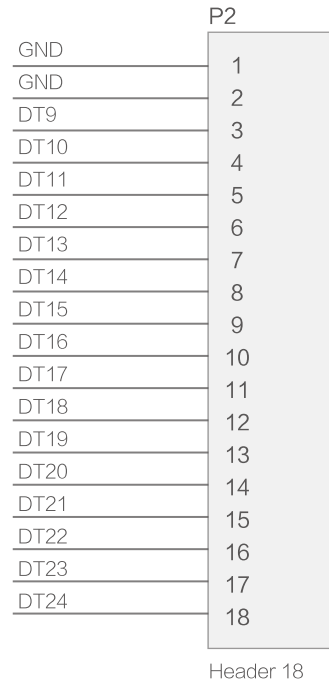 P2
GND 1
GND 2
DT9 3
DT10 4
DT11 5
DT12 6
DT13 7
DT14 8
DT15 9
DT16 10
DT17 11
DT18 12
DT19 13
DT20 14
DT21 15
DT22 16
DT23 17
DT24 18
Header 18